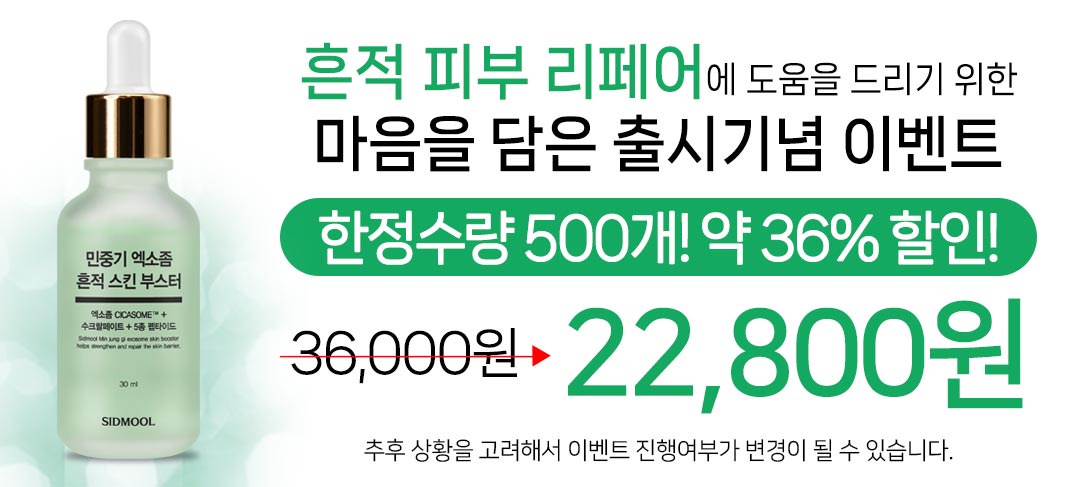 흔적 피부 리페어에 도움을 드리기 위한
마음을 담은 출시기념 이벤트
한정수량 500개! 약 36% 할인!
36,000원
22,800원
추후 상황을 고려해서 이벤트 진행여부가 변경이 될 수 있습니다.
민중기 엑소좀
흔적 스킨 부스터
엑소좀 CICASOME™ +
수크랄페이트 + 5종 펩타이드
Sidmool Min jung gi exosome skin booster
helps strengthen and repair the skin barrier.
30 ml
SIDMOOL